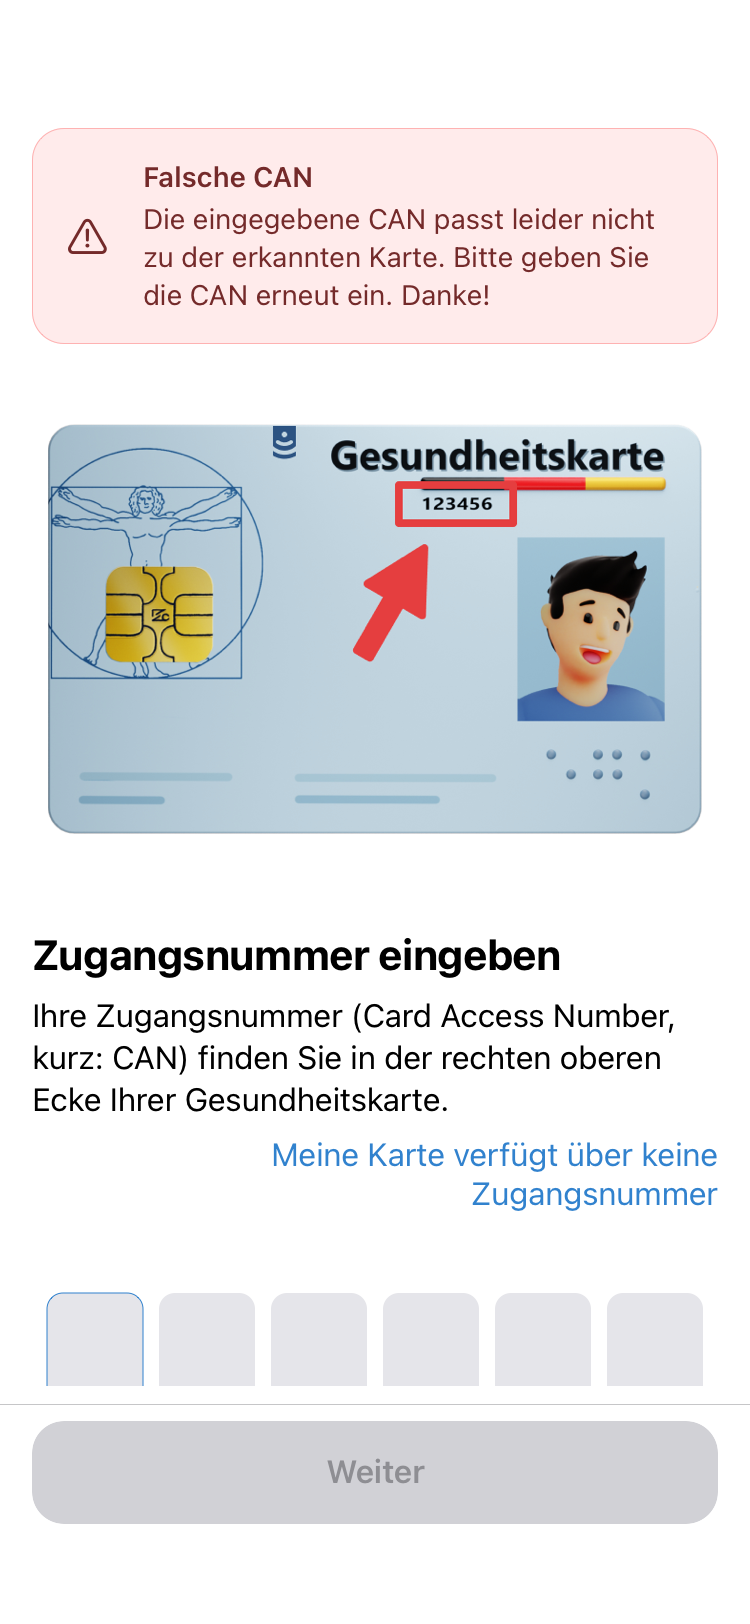 Falsche CAN
Die eingegebene CAN passt leider nicht
zu der erkannten Karte. Bitte geben Sie
die CAN erneut ein. Danke!
Gesundheitskarte
123456
Zugangsnummer eingeben
Ihre Zugangsnummer (Card Access Number,
kurz: CAN) finden Sie in der rechten oberen
Ecke Ihrer Gesundheitskarte.
Meine Karte verfügt über keine
Zugangsnummer
Weiter